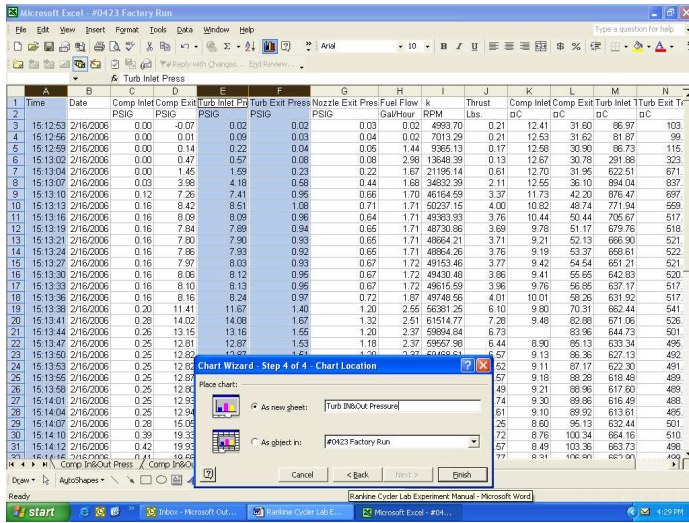 Microsoft Excel - #0423 Factory Run
File Edit View Insert Format Tools Data Window Help Type a question for help
Arial 10 B I U $ %
Reply with Changes... End Review...
fx Turb Inlet Press
A B C D E F G H I J K L M N
1 Time Date Comp Inlet Comp Exit Turb Inlet Pre Turb Exit Press Nozzle Exit Pres Fuel Flow k Thrust Comp Inlet Comp Exit Turb Inlet T Turb Exit Te
2 PSIG PSIG PSIG PSIG PSIG Gal/Hour RPM Lbs. □C □C □C □C
3 15:12:53 2/16/2006 0.00 -0.07 0.02 0.02 0.03 0.02 4993.70 0.21 12.41 31.60 86.97 103.
4 15:12:56 2/16/2006 0.00 0.01 0.09 0.03 0.04 0.02 7013.29 0.21 12.53 31.62 81.87 99.
5 15:12:59 2/16/2006 0.00 0.14 0.22 0.04 0.05 1.44 9365.13 0.17 12.58 30.90 86.73 115.
6 15:13:02 2/16/2006 0.00 0.47 0.57 0.08 0.08 2.98 13648.39 0.13 12.67 30.78 291.88 323.
7 15:13:04 2/16/2006 0.00 1.45 1.59 0.23 0.22 1.67 21195.14 0.61 12.70 31.95 622.51 671.
8 15:13:07 2/16/2006 0.03 3.98 4.18 0.58 0.44 1.68 34832.39 2.11 12.55 36.10 894.04 837.
9 15:13:10 2/16/2006 0.12 7.26 7.41 0.95 0.66 1.70 46164.59 3.37 11.73 42.20 876.47 697.
10 15:13:13 2/16/2006 0.16 8.42 8.51 1.08 0.71 1.71 50237.15 4.00 10.82 48.74 771.94 559.
11 15:13:16 2/16/2006 0.16 8.09 8.09 0.96 0.64 1.71 49383.93 3.76 10.44 50.44 705.67 517.
12 15:13:19 2/16/2006 0.16 7.84 7.89 0.94 0.65 1.71 48730.86 3.69 9.78 51.17 679.76 518.
13 15:13:21 2/16/2006 0.16 7.80 7.90 0.93 0.65 1.71 48664.21 3.71 9.21 52.13 666.90 521.
14 15:13:24 2/16/2006 0.16 7.86 7.93 0.92 0.65 1.71 48864.26 3.76 9.19 53.37 658.61 522.
15 15:13:27 2/16/2006 0.16 7.97 8.03 0.93 0.67 1.72 49153.46 3.77 9.42 54.54 651.21 521.
16 15:13:30 2/16/2006 0.16 8.06 8.12 0.95 0.67 1.72 49430.48 3.86 9.41 55.65 642.83 520.
17 15:13:33 2/16/2006 0.16 8.10 8.13 0.95 0.67 1.72 49615.59 3.96 9.76 56.85 637.17 517.
18 15:13:36 2/16/2006 0.16 8.16 8.24 0.97 0.72 1.87 49748.56 4.01 10.01 58.26 631.92 517.
19 15:13:38 2/16/2006 0.20 11.41 11.67 1.40 1.20 2.55 56381.25 6.10 9.80 70.31 662.44 541.
20 15:13:41 2/16/2006 0.28 14.02 14.08 1.67 1.32 2.51 61514.77 7.28 9.48 82.88 671.06 526.
21 15:13:44 2/16/2006 0.26 13.15 13.16 1.55 1.20 2.37 59894.84 6.73 83.96 644.73 501.
22 15:13:47 2/16/2006 0.25 12.81 12.87 1.53 1.18 2.37 59557.98 6.44 8.90 85.13 633.34 495.
23 15:13:50 2/16/2006 0.25 12.82 12.87 1.51 1.20 2.37 .57 9.13 86.36 627.13 492.
24 15:13:53 2/16/2006 0.25 12.82 .52 9.11 87.17 622.30 491.
25 15:13:56 2/16/2006 0.25 12.87 .57 9.18 88.28 618.48 489.
26 15:13:58 2/16/2006 0.25 12.80 .49 9.21 88.96 617.60 489.
27 15:14:01 2/16/2006 0.25 12.93 .74 9.30 89.86 616.49 488.
28 15:14:04 2/16/2006 0.25 12.94 .61 9.10 89.92 613.61 485.
29 15:14:07 2/16/2006 0.28 15.05 .25 8.60 95.13 632.44 501.
30 15:14:10 2/16/2006 0.39 19.33 .72 8.76 100.34 664.16 510.
31 15:14:12 2/16/2006 0.42 19.93 .57 8.49 103.36 663.73 498.
Chart Wizard - Step 4 of 4 - Chart Location
Place chart:
As new sheet: Turb IN&Out Pressure
As object in: #0423 Factory Run
Cancel < Back Next > Finish
Comp In&Out Press Comp In&Ou
Draw AutoShapes
Ready
Rankine Cycler Lab Experiment Manual - Microsoft Word
start Inbox - Microsoft Out... Rankine Cycler Lab E... Microsoft Excel - #04... 4:29 PM